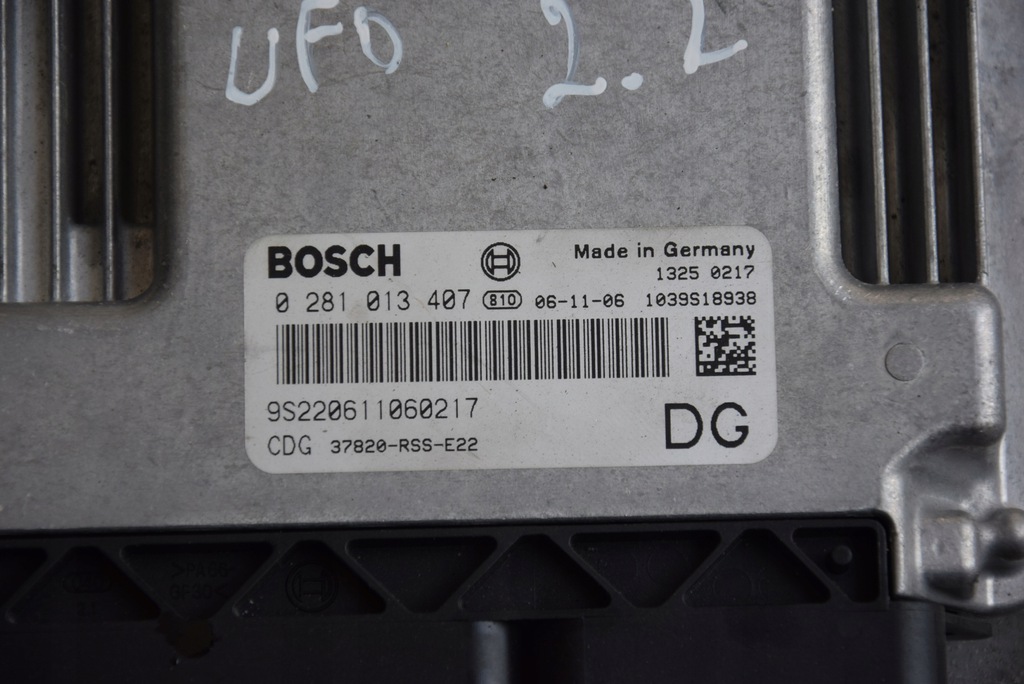 UFO 2.2
BOSCH Made in Germany
1325 0217
0 281 013 407 810 06-11-06 1039S18938
9S220611060217
CDG 37820-RSS-E22
DG